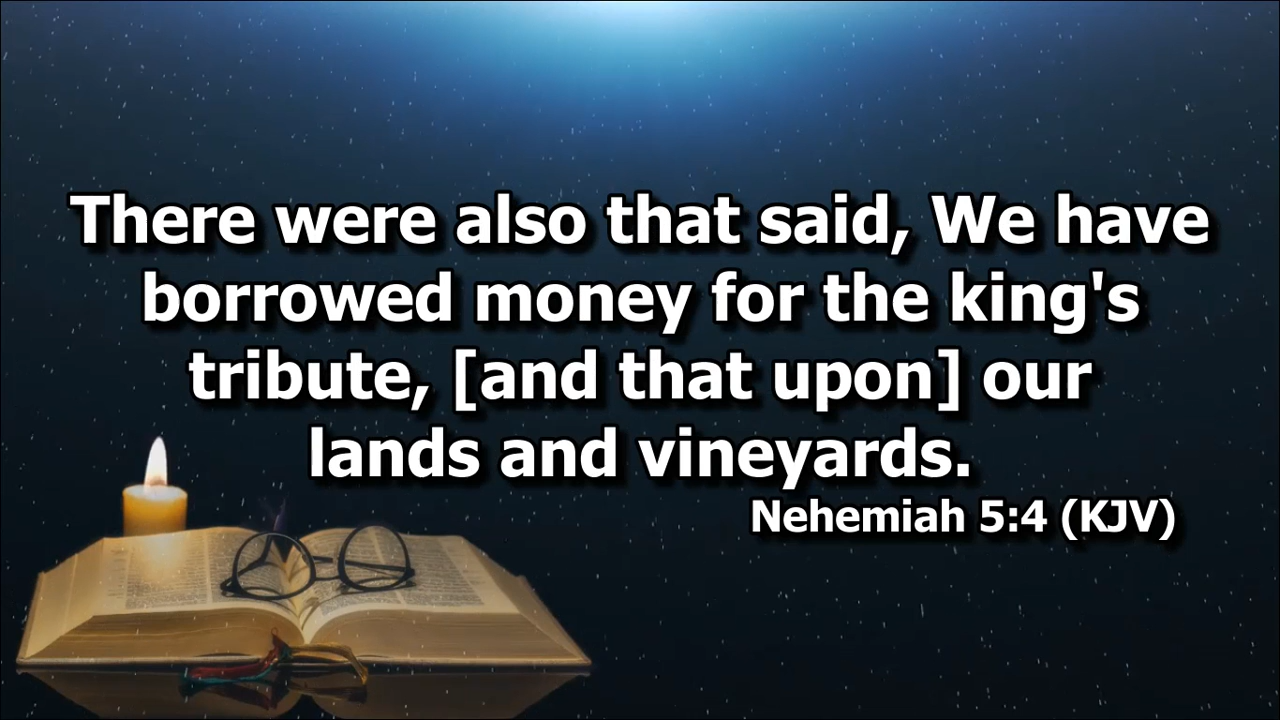 There were also that said, We have
borrowed money for the king's
tribute, [and that upon] our
lands and vineyards.
Nehemiah 5:4 (KJV)